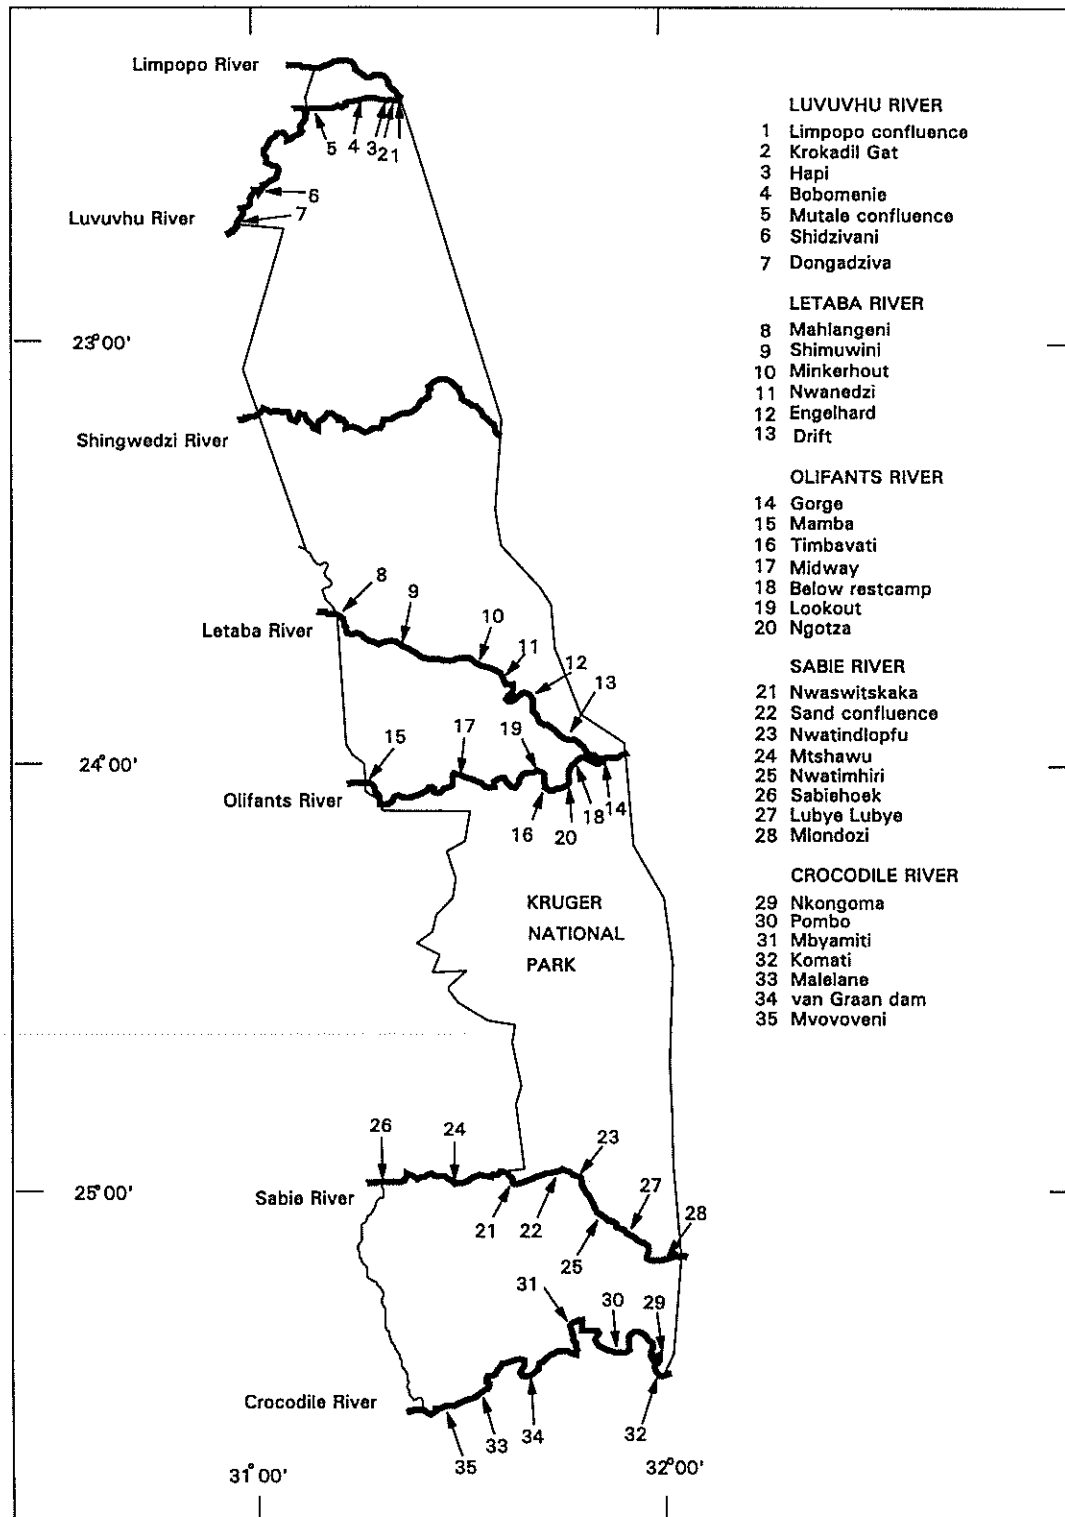 Limpopo River
5 4 3 2 1
6
7
Luvuvhu River
23°00'
Shingwedzi River
8
9
10
11
12
13
Letaba River
24°00'
15
17
19
Olifants River
16
20
18
14
KRUGER
NATIONAL
PARK
26
24
23
25°00'
Sabie River
21
22
25
27
28
31
30
29
Crocodile River
35
33
34
32
31°00'
32°00'
LUVUVHU RIVER
1 Limpopo confluence
2 Krokadil Gat
3 Hapi
4 Bobomenie
5 Mutale confluence
6 Shidzivani
7 Dongadziva
LETABA RIVER
8 Mahlangeni
9 Shimuwini
10 Minkerhout
11 Nwanedzi
12 Engelhard
13 Drift
OLIFANTS RIVER
14 Gorge
15 Mamba
16 Timbavati
17 Midway
18 Below restcamp
19 Lookout
20 Ngotza
SABIE RIVER
21 Nwaswitskaka
22 Sand confluence
23 Nwatindlopfu
24 Mtshawu
25 Nwatimhiri
26 Sabiehoek
27 Lubye Lubye
28 Mlondozi
CROCODILE RIVER
29 Nkongoma
30 Pombo
31 Mbyamiti
32 Komati
33 Malelane
34 van Graan dam
35 Mvovoveni